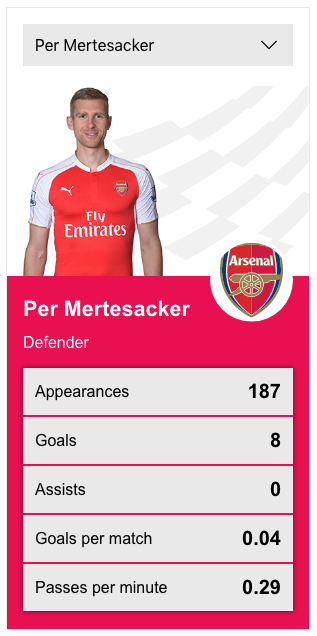 Per Mertesacker
Fly
Emirates
Arsenal
Per Mertesacker
Defender
Appearances 187
Goals 8
Assists 0
Goals per match 0.04
Passes per minute 0.29